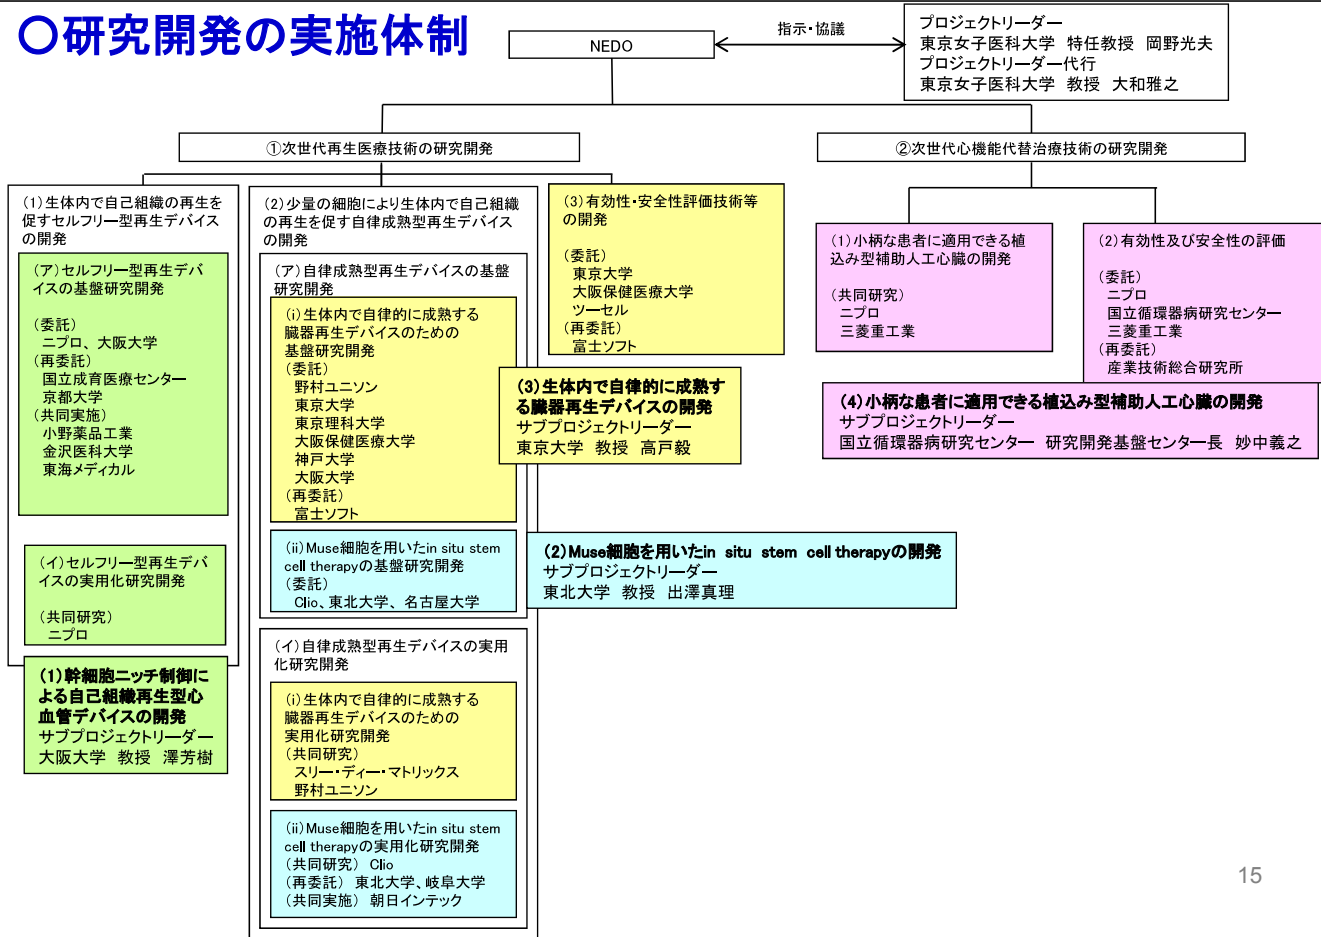 〇研究開発の実施体制
NEDO
指示・協議
プロジェクトリーダー
東京女子医科大学 特任教授 岡野光夫
プロジェクトリーダー代行
東京女子医科大学 教授 大和雅之
①次世代再生医療技術の研究開発
②次世代心機能代替治療技術の研究開発
(1)生体内で自己組織の再生を
促すセルフリー型再生デバイス
の開発
(ア)セルフリー型再生デバ
イスの基盤研究開発
(委託)
ニプロ、大阪大学
(再委託)
国立成育医療センター
京都大学
(共同実施)
小野薬品工業
金沢医科大学
東海メディカル
(イ)セルフリー型再生デバ
イスの実用化研究開発
(共同研究)
ニプロ
(1)幹細胞ニッチ制御に
よる自己組織再生型心
血管デバイスの開発
サブプロジェクトリーダー
大阪大学 教授 澤芳樹
(2)少量の細胞により生体内で自己組織
の再生を促す自律成熟型再生デバイス
の開発
(ア)自律成熟型再生デバイスの基盤
研究開発
(i)生体内で自律的に成熟する
臓器再生デバイスのための
基盤研究開発
(委託)
野村ユニソン
東京大学
東京理科大学
大阪保健医療大学
神戸大学
大阪大学
(再委託)
富士ソフト
(ii)Muse細胞を用いたin situ stem
cell therapyの基盤研究開発
(委託)
Clio、東北大学、名古屋大学
(イ)自律成熟型再生デバイスの実用
化研究開発
(i)生体内で自律的に成熟する
臓器再生デバイスのための
実用化研究開発
(共同研究)
スリー・ディー・マトリックス
野村ユニソン
(ii)Muse細胞を用いたin situ stem
cell therapyの実用化研究開発
(共同研究) Clio
(再委託) 東北大学、岐阜大学
(共同実施) 朝日インテック
(3)有効性・安全性評価技術等
の開発
(委託)
東京大学
大阪保健医療大学
ツーセル
(再委託)
富士ソフト
(3)生体内で自律的に成熟す
る臓器再生デバイスの開発
サブプロジェクトリーダー
東京大学 教授 高戸毅
(2)Muse細胞を用いたin situ stem cell therapyの開発
サブプロジェクトリーダー
東北大学 教授 出澤真理
(1)小柄な患者に適用できる植
込み型補助人工心臓の開発
(共同研究)
ニプロ
三菱重工業
(2)有効性及び安全性の評価
(委託)
ニプロ
国立循環器病研究センター
三菱重工業
(再委託)
産業技術総合研究所
(4)小柄な患者に適用できる植込み型補助人工心臓の開発
サブプロジェクトリーダー
国立循環器病研究センター 研究開発基盤センター長 妙中義之
15